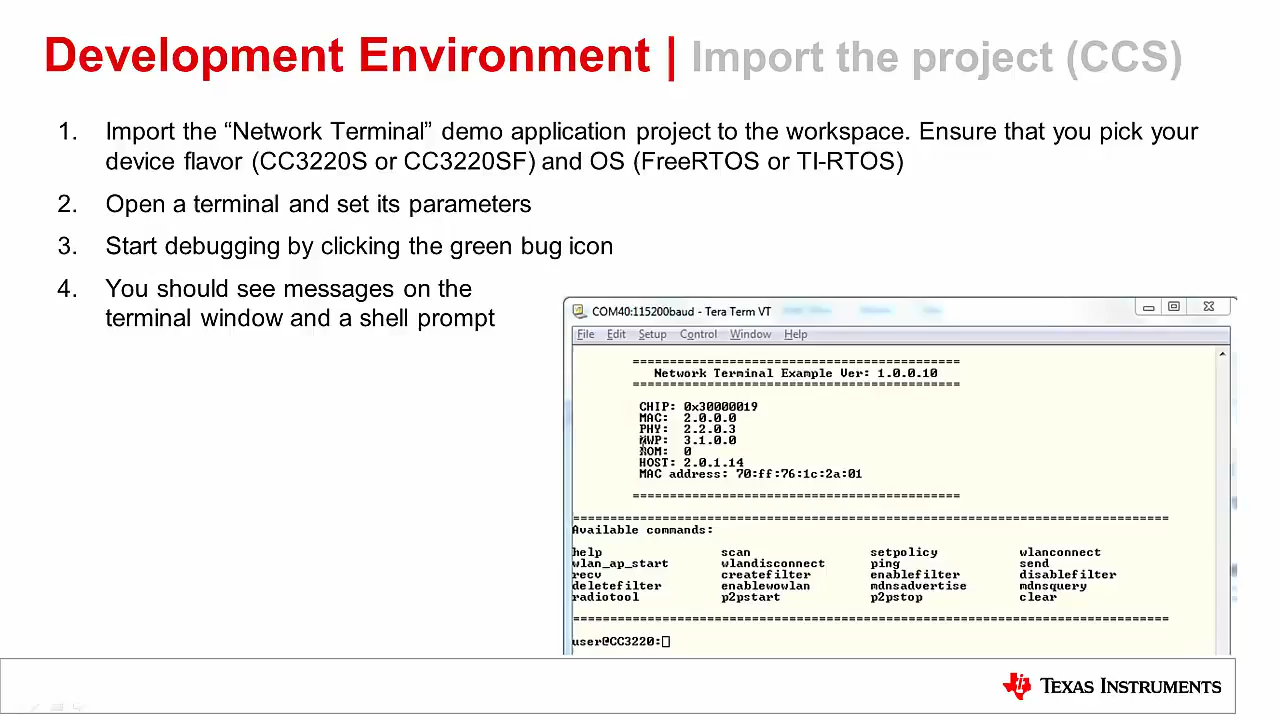 Development Environment | Import the project (CCS)
1. Import the “Network Terminal” demo application project to the workspace. Ensure that you pick your
device flavor (CC3220S or CC3220SF) and OS (FreeRTOS or TI-RTOS)
2. Open a terminal and set its parameters
3. Start debugging by clicking the green bug icon
4. You should see messages on the
terminal window and a shell prompt
COM40:115200baud - Tera Term VT
File Edit Setup Control Window Help
============================================
Network Terminal Example Ver: 1.0.0.10
============================================
CHIP: 0x30000019
MAC: 2.0.0.0
PHY: 2.2.0.3
NWP: 3.1.0.0
ROM: 0
HOST: 2.0.1.14
MAC address: 70:ff:76:1c:2a:01
============================================
================================================================================
Available commands:
help scan setpolicy wlanconnect
wlan_ap_start wlandisconnect ping send
recv createfilter enablefilter disablefilter
deletefilter enablewowlan mdnsadvertise mdnsquery
radiotool p2pstart p2pstop clear
================================================================================
user@CC3220:
TEXAS INSTRUMENTS